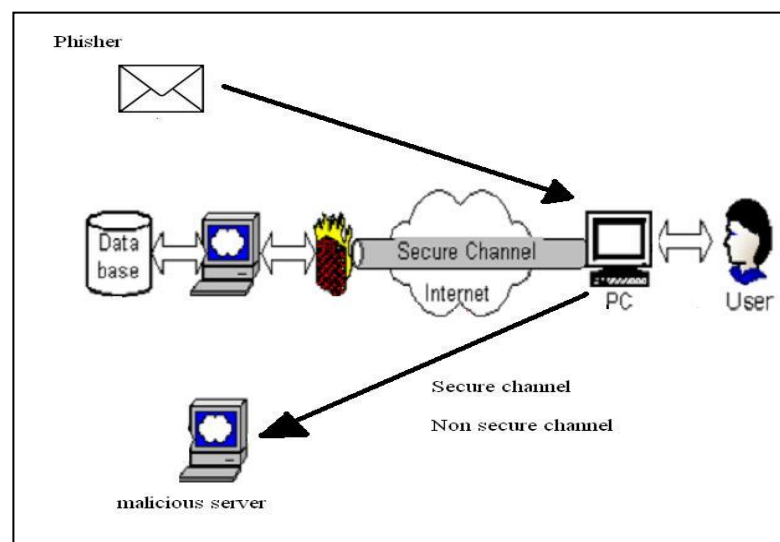 Phisher
Data
base
Secure Channel
Internet
PC
User
Secure channel
Non secure channel
malicious server